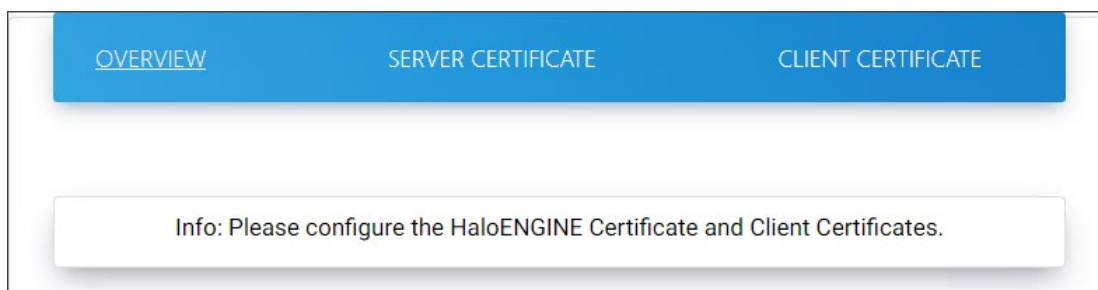 OVERVIEW SERVER CERTIFICATE CLIENT CERTIFICATE
Info: Please configure the HaloENGINE Certificate and Client Certificates.